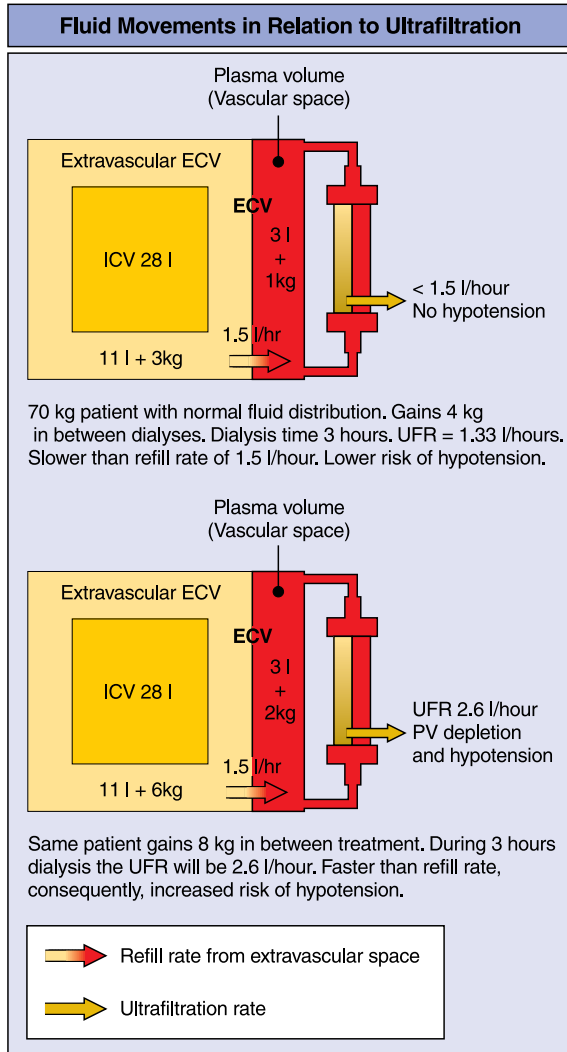 Fluid Movements in Relation to Ultrafiltration
Plasma volume
(Vascular space)
Extravascular ECV
ECV
ICV 28 l
3 l
+
1kg
1.5 l/hr
11 l + 3kg
< 1.5 l/hour
No hypotension
70 kg patient with normal fluid distribution. Gains 4 kg
in between dialyses. Dialysis time 3 hours. UFR = 1.33 l/hours.
Slower than refill rate of 1.5 l/hour. Lower risk of hypotension.
Plasma volume
(Vascular space)
Extravascular ECV
ECV
ICV 28 l
3 l
+
2kg
1.5 l/hr
11 l + 6kg
UFR 2.6 l/hour
PV depletion
and hypotension
Same patient gains 8 kg in between treatment. During 3 hours
dialysis the UFR will be 2.6 l/hour. Faster than refill rate,
consequently, increased risk of hypotension.
Refill rate from extravascular space
Ultrafiltration rate